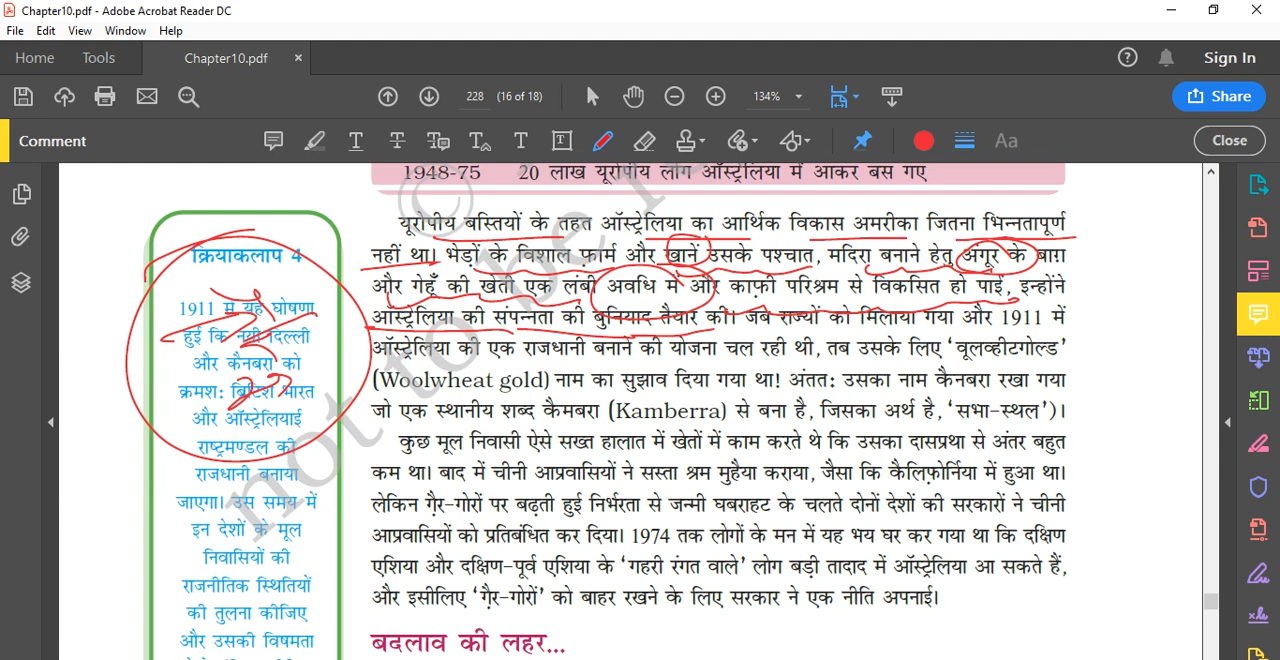 Chapter10.pdf - Adobe Acrobat Reader DC
File Edit View Window Help
Home Tools Chapter10.pdf × Sign In
228 (16 of 18) 134% Share
Comment Aa Close
1948-75 20 लाख यूरोपीय लोग ऑस्ट्रेलिया में आकर बस गए
यूरोपीय बस्तियों के तहत ऑस्ट्रेलिया का आर्थिक विकास अमरीका जितना भिन्नतापूर्ण
नहीं था। भेड़ों के विशाल फ़ार्म और खानें उसके पश्चात, मदिरा बनाने हेतु अंगूर के बाग़
और गेहूँ की खेती एक लंबी अवधि में और काफ़ी परिश्रम से विकसित हो पाईं, इन्होंने
ऑस्ट्रेलिया की संपन्नता की बुनियाद तैयार की। जब राज्यों को मिलाया गया और 1911 में
ऑस्ट्रेलिया की एक राजधानी बनाने की योजना चल रही थी, तब उसके लिए ‘वूलव्हीटगोल्ड’
(Woolwheat gold) नाम का सुझाव दिया गया था! अंतत: उसका नाम कैनबरा रखा गया
जो एक स्थानीय शब्द कैमबरा (Kamberra) से बना है, जिसका अर्थ है, ‘सभा-स्थल’)।
कुछ मूल निवासी ऐसे सख्त हालात में खेतों में काम करते थे कि उसका दासप्रथा से अंतर बहुत
कम था। बाद में चीनी आप्रवासियों ने सस्ता श्रम मुहैया कराया, जैसा कि कैलिफ़ोर्निया में हुआ था।
लेकिन ग़ैर-गोरों पर बढ़ती हुई निर्भरता से जन्मी घबराहट के चलते दोनों देशों की सरकारों ने चीनी
आप्रवासियों को प्रतिबंधित कर दिया। 1974 तक लोगों के मन में यह भय घर कर गया था कि दक्षिण
एशिया और दक्षिण-पूर्व एशिया के ‘गहरी रंगत वाले’ लोग बड़ी तादाद में ऑस्ट्रेलिया आ सकते हैं,
और इसीलिए ‘ग़ैर-गोरों’ को बाहर रखने के लिए सरकार ने एक नीति अपनाई।
बदलाव की लहर...
क्रियाकलाप 4
1911 में यह घोषणा
हुई कि नयी दिल्ली
और कैनबरा को
क्रमश: ब्रिटिश भारत
और ऑस्ट्रेलियाई
राष्ट्रमण्डल की
राजधानी बनाया
जाएगा। उस समय में
इन देशों के मूल
निवासियों की
राजनीतिक स्थितियों
की तुलना कीजिए
और उसकी विषमता
© not to be r